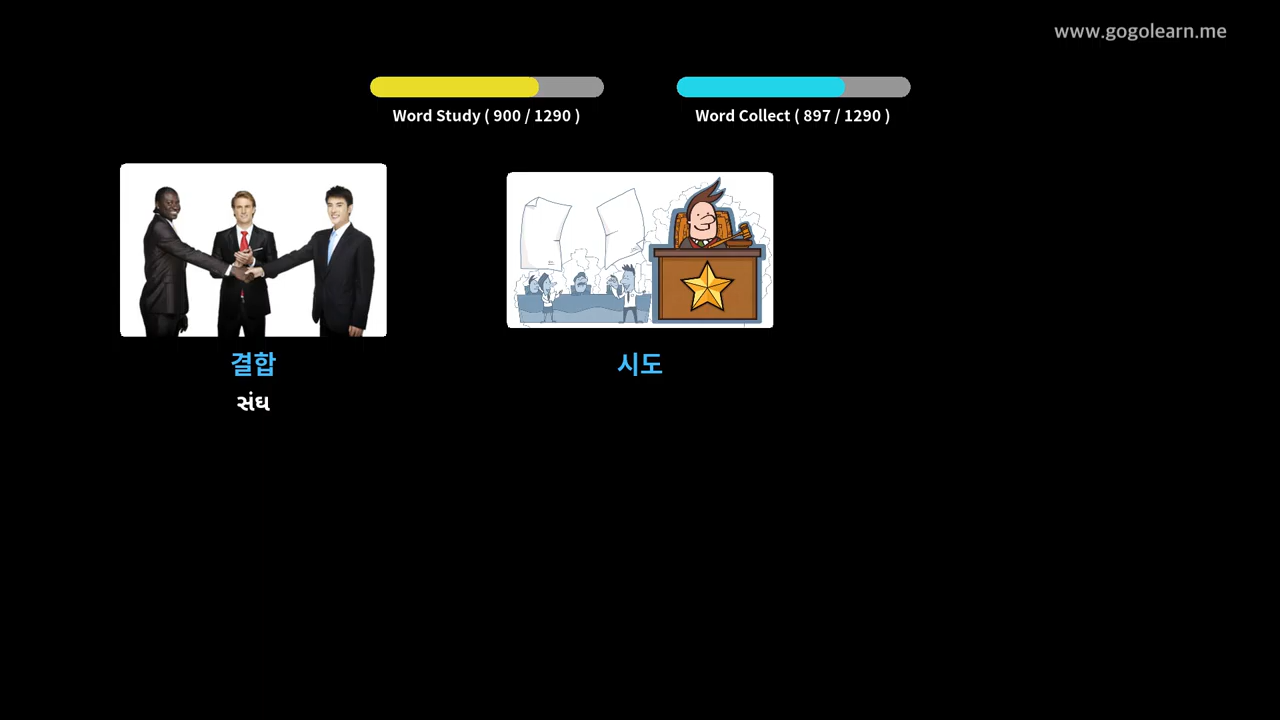 www.gogolearn.me
Word Study ( 900 / 1290 )
Word Collect ( 897 / 1290 )
결합
સંઘ
시도